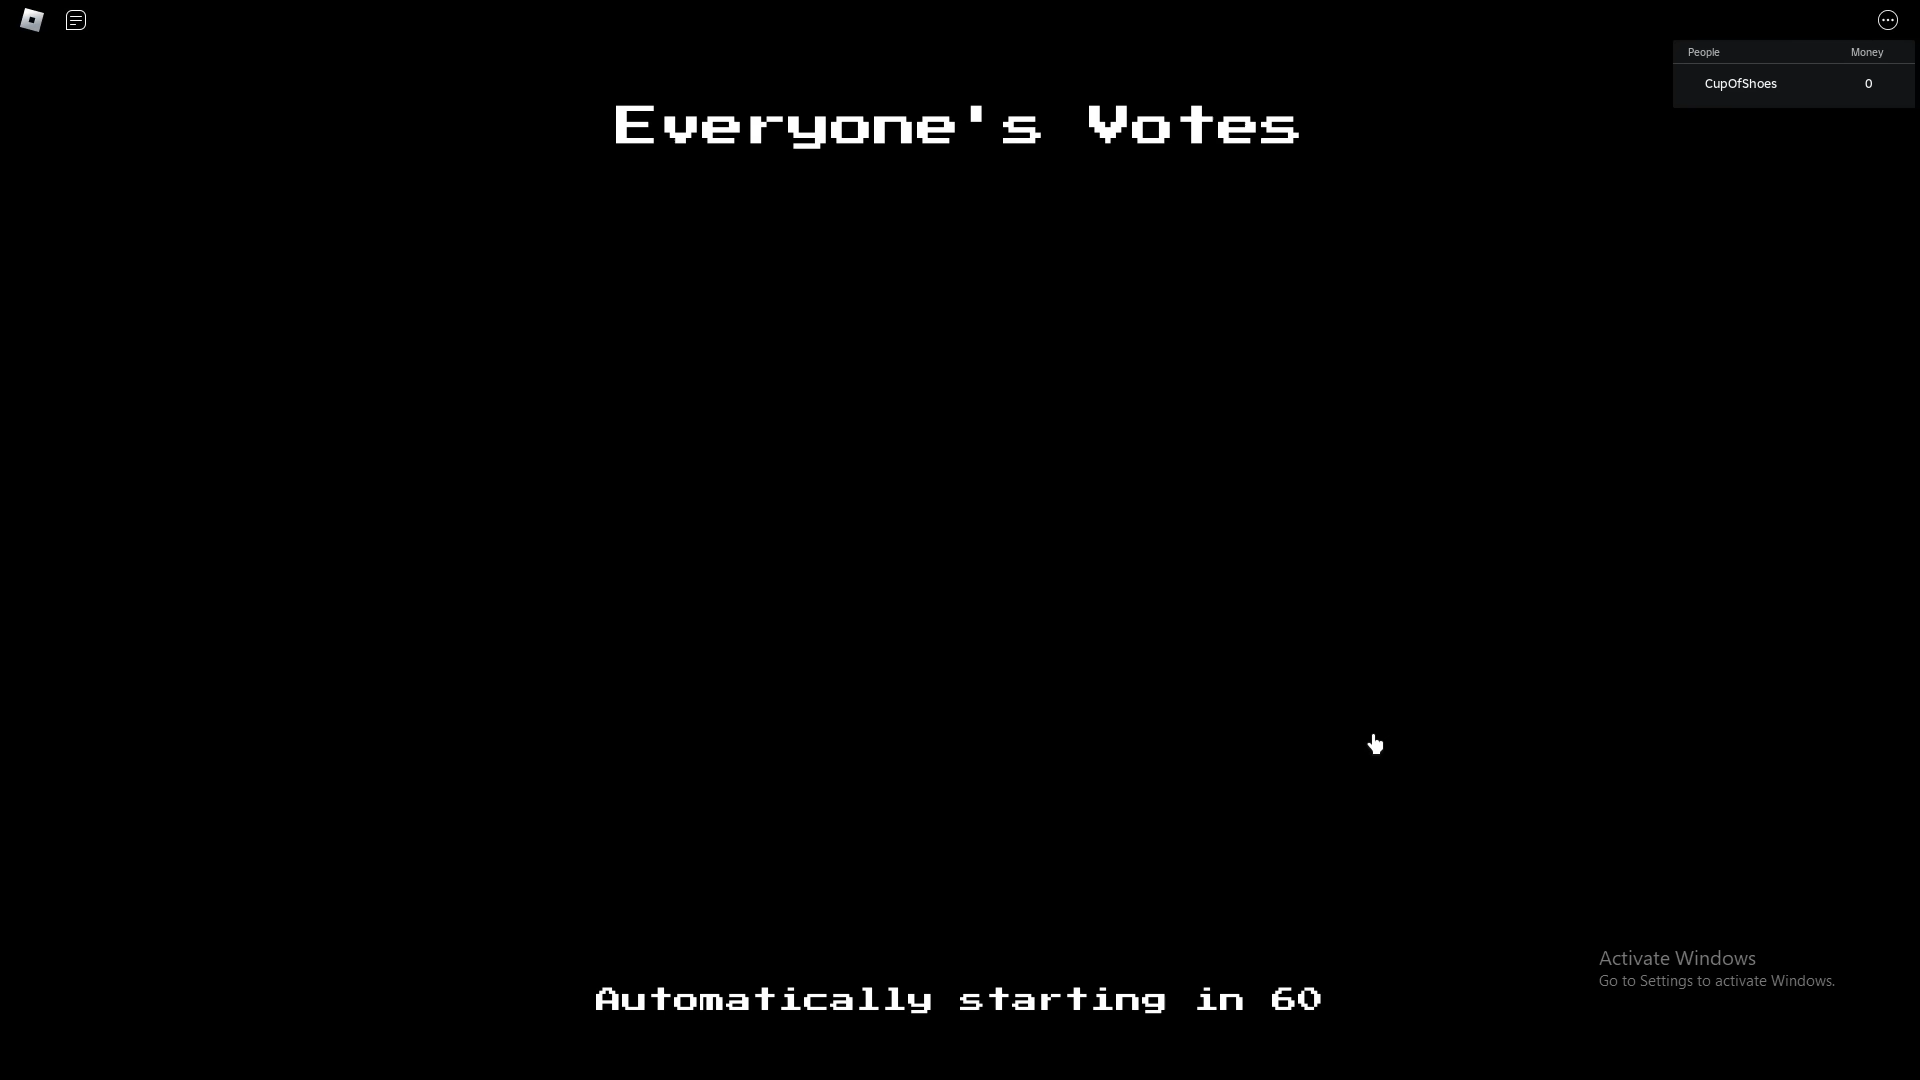 People Money
CupOfShoes 0
Everyone's Votes
Activate Windows
Go to Settings to activate Windows.
Automatically starting in 60